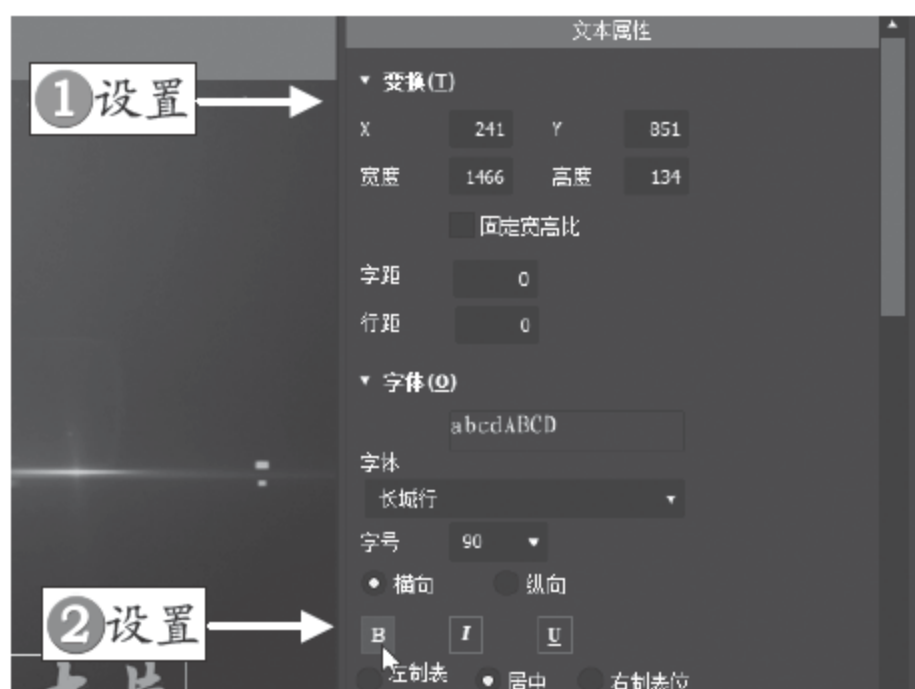 文本属性
①设置
变换(T)
X 241 Y 851
宽度 1466 高度 134
固定宽高比
字距 0
行距 0
字体(O)
abcdABCD
字体
长城行
字号 90
横向 纵向
②设置
B I U
左制表 居中 右制表位
大片